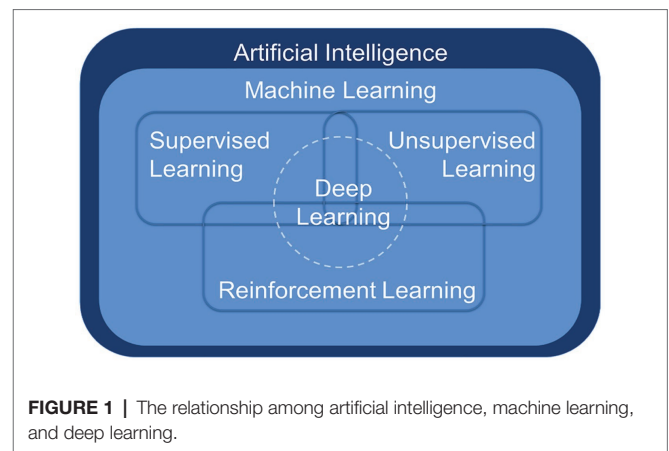 Artificial Intelligence
Machine Learning
Supervised
Learning
Unsupervised
Learning
Deep
Learning
Reinforcement Learning
FIGURE 1 | The relationship among artificial intelligence, machine learning,
and deep learning.